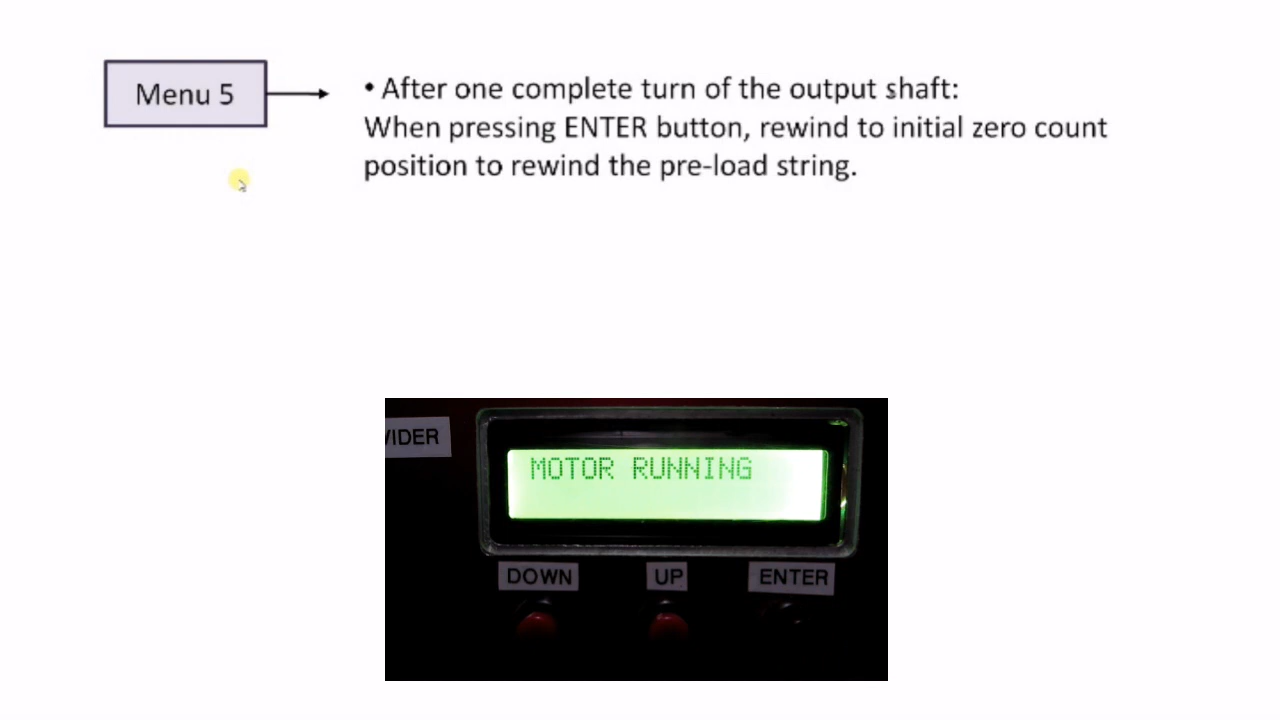 Menu 5
• After one complete turn of the output shaft:
When pressing ENTER button, rewind to initial zero count
position to rewind the pre-load string.
VIDER
MOTOR RUNNING
DOWN UP ENTER